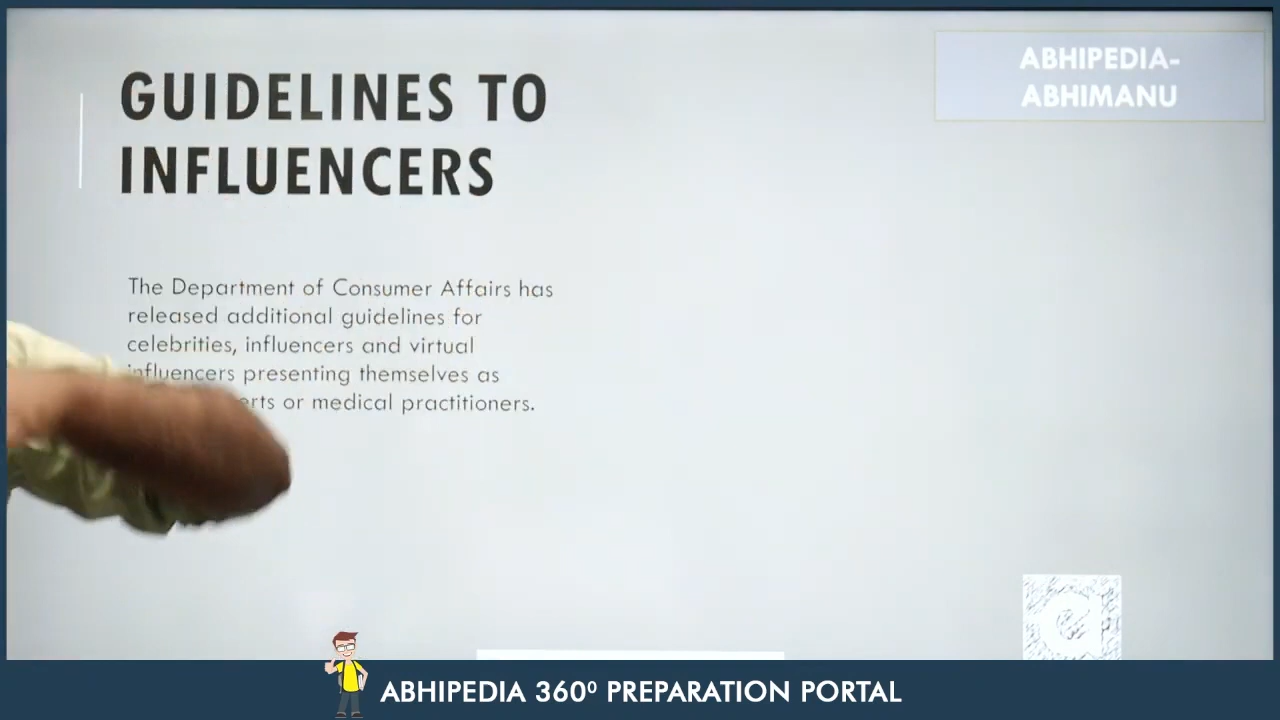 GUIDELINES TO
INFLUENCERS
ABHIPEDIA-
ABHIMANU
The Department of Consumer Affairs has
released additional guidelines for
celebrities, influencers and virtual
influencers presenting themselves as
or medical practitioners.
ABHIPEDIA 360⁰ PREPARATION PORTAL